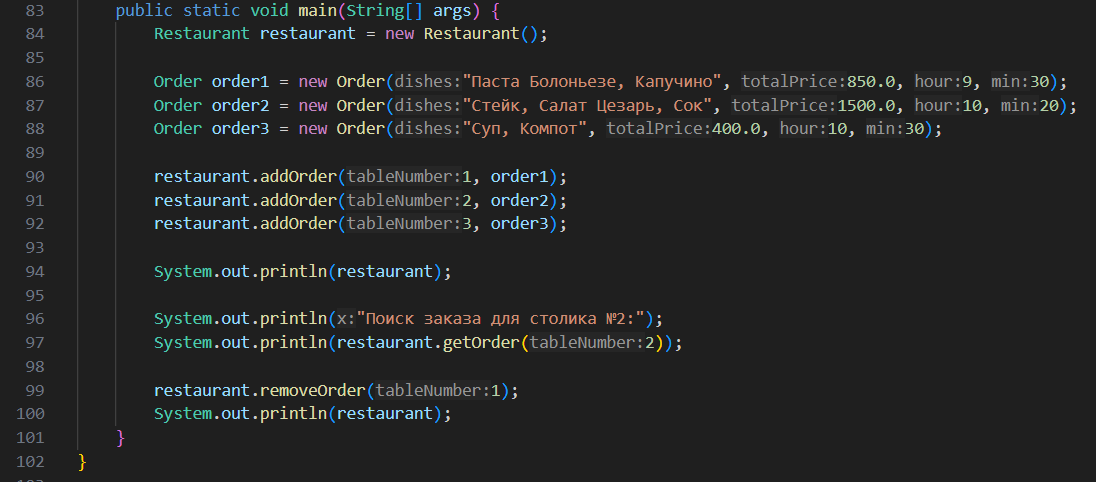 83 public static void main(String[] args) {
84 Restaurant restaurant = new Restaurant();
85
86 Order order1 = new Order(dishes:"Паста Болоньезе, Капучино", totalPrice:850.0, hour:9, min:30);
87 Order order2 = new Order(dishes:"Стейк, Салат Цезарь, Сок", totalPrice:1500.0, hour:10, min:20);
88 Order order3 = new Order(dishes:"Суп, Компот", totalPrice:400.0, hour:10, min:30);
89
90 restaurant.addOrder(tableNumber:1, order1);
91 restaurant.addOrder(tableNumber:2, order2);
92 restaurant.addOrder(tableNumber:3, order3);
93
94 System.out.println(restaurant);
95
96 System.out.println(x:"Поиск заказа для столика №2:");
97 System.out.println(restaurant.getOrder(tableNumber:2));
98
99 restaurant.removeOrder(tableNumber:1);
100 System.out.println(restaurant);
101 }
102 }